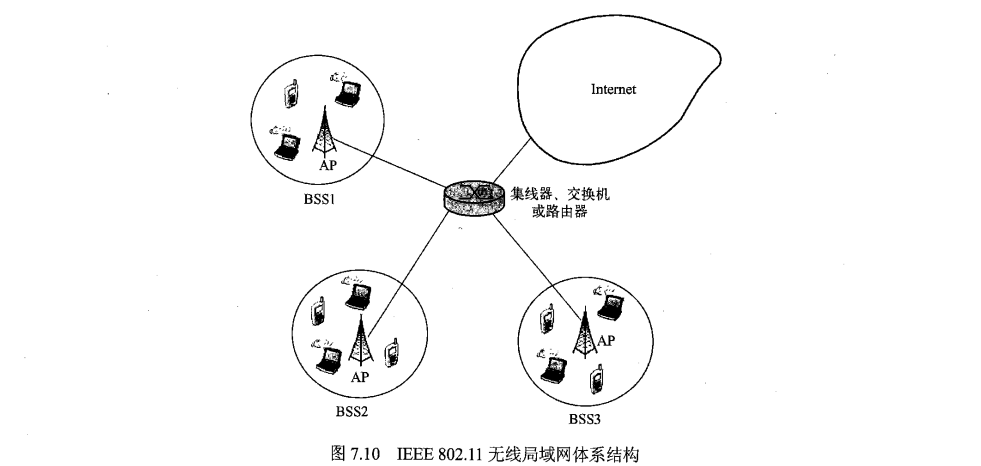 Internet
AP
BSS1
集线器、交换机
或路由器
AP
BSS2
AP
BSS3
图 7.10 IEEE 802.11 无线局域网体系结构